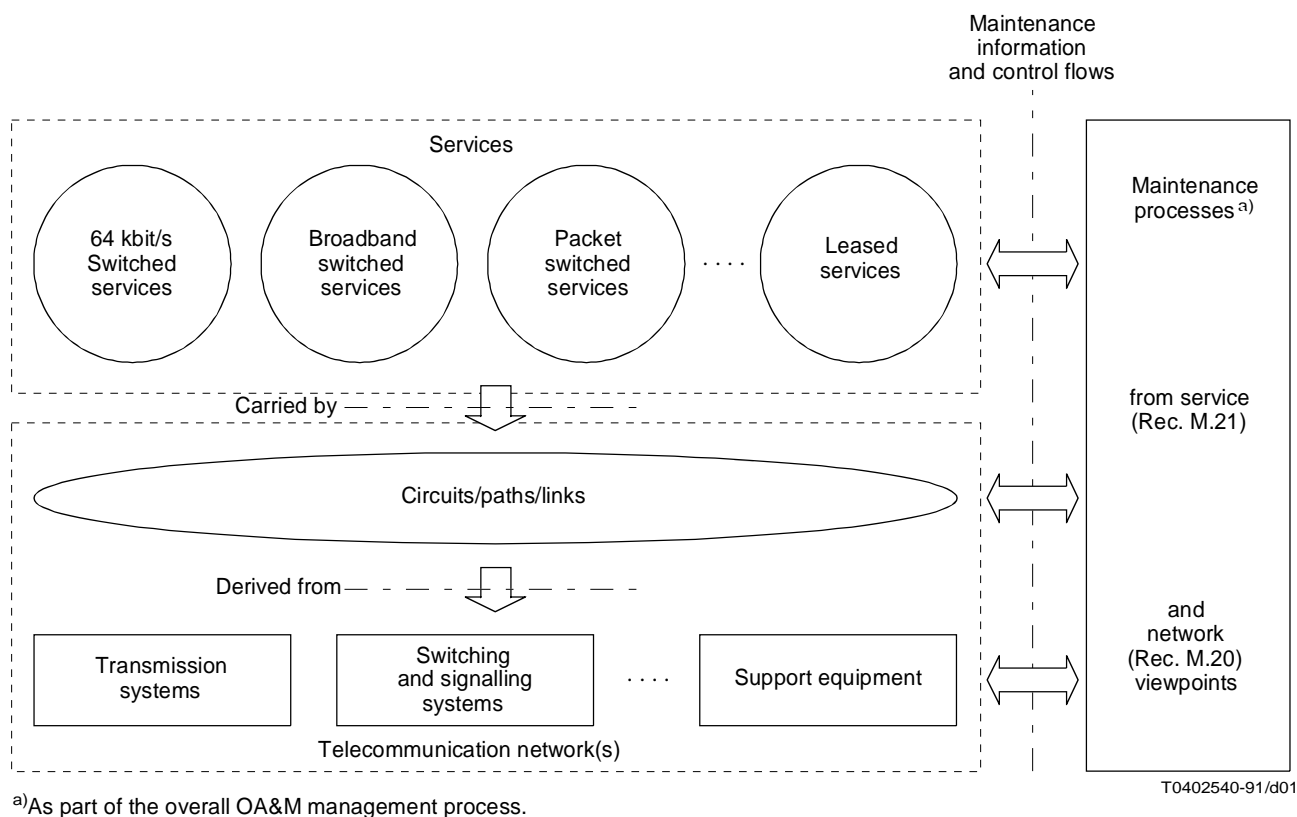 Maintenance
information
and control flows
Services
64 kbit/s
Switched
services
Broadband
switched
services
Packet
switched
services
. . . .
Leased
services
Maintenance
processes a)
Carried by
from service
(Rec. M.21)
Circuits/paths/links
Derived from
Transmission
systems
Switching
and signalling
systems
. . . .
Support equipment
and
network
(Rec. M.20)
viewpoints
Telecommunication network(s)
T0402540-91/d01
a)As part of the overall OA&M management process.